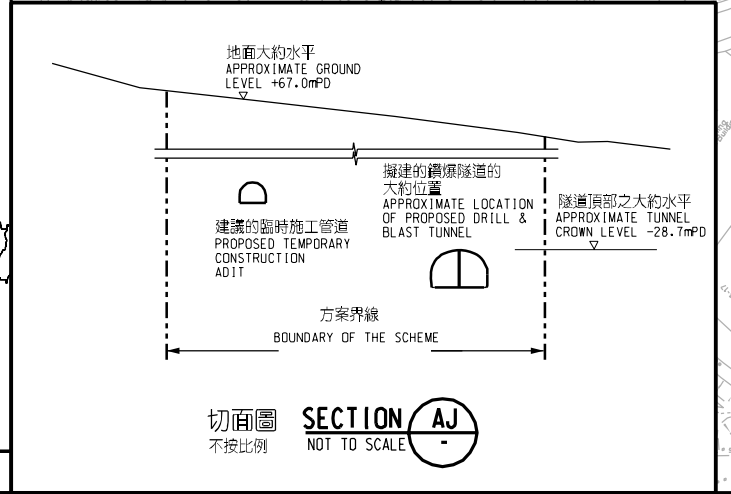 地面大約水平
APPROXIMATE GROUND
LEVEL +67.0mPD
擬建的鑽爆隧道的
大約位置
APPROXIMATE LOCATION
OF PROPOSED DRILL &
BLAST TUNNEL
隧道頂部之大約水平
APPROXIMATE TUNNEL
CROWN LEVEL -28.7mPD
建議的臨時施工管道
PROPOSED TEMPORARY
CONSTRUCTION
ADIT
方案界線
BOUNDARY OF THE SCHEME
切面圖 SECTION AJ
不按比例 NOT TO SCALE -